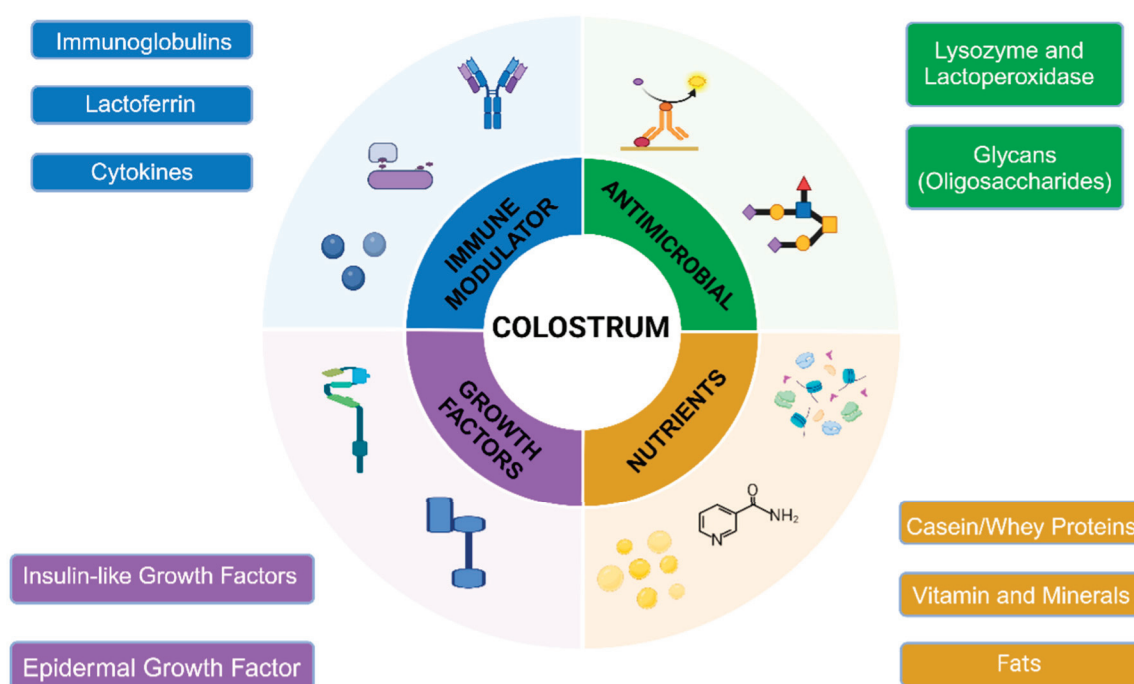 Immunoglobulins
Lactoferrin
Cytokines
Lysozyme and
Lactoperoxidase
Glycans
(Oligosaccharides)
IMMUNE
MODULATOR
ANTIMICROBIAL
COLOSTRUM
GROWTH
FACTORS
NUTRIENTS
O
NH₂
N
Insulin-like Growth Factors
Epidermal Growth Factor
Casein/Whey Proteins
Vitamin and Minerals
Fats